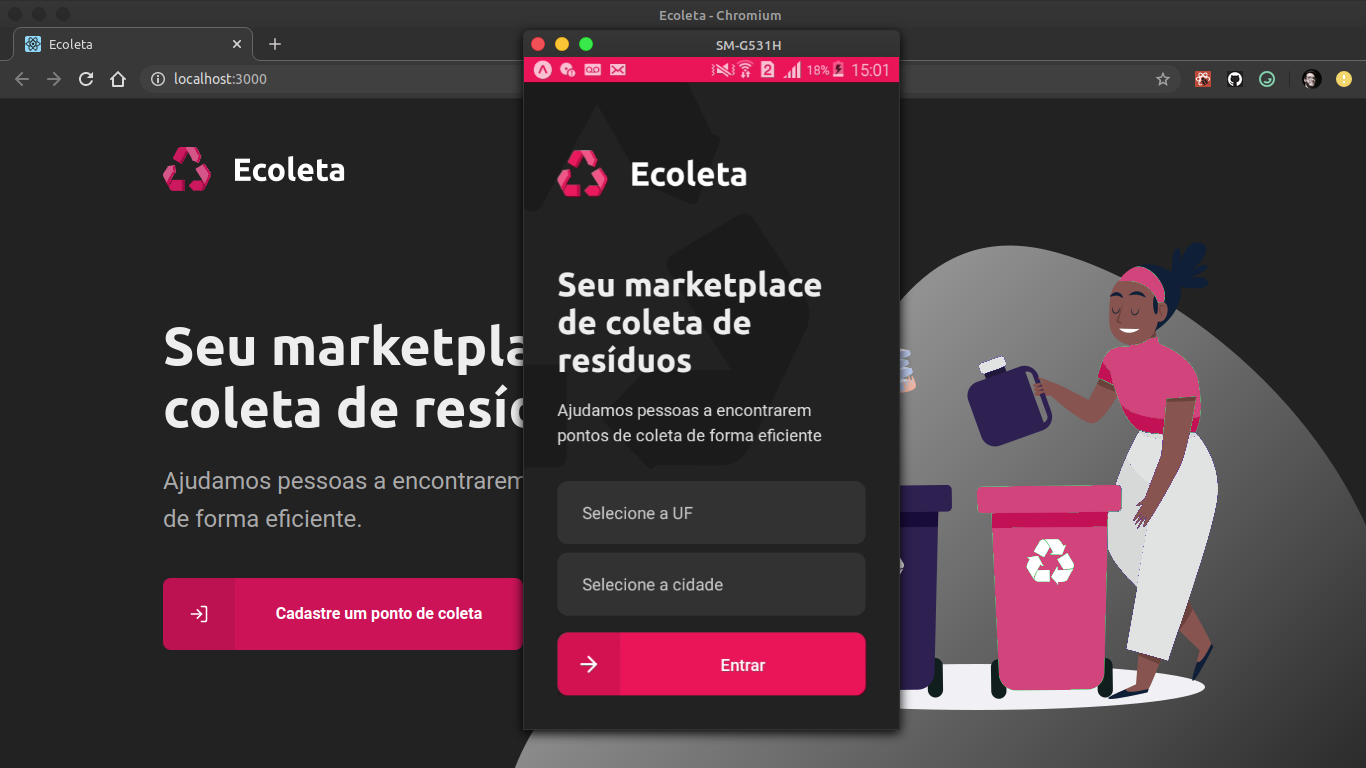 Ecoleta - Chromium
Ecoleta
localhost:3000
Ecoleta
Seu marketpla
coleta de resíd
Ajudamos pessoas a encontrarem
de forma eficiente.
Cadastre um ponto de coleta
SM-G531H
2 18% 15:01
Ecoleta
Seu marketplace
de coleta de
resíduos
Ajudamos pessoas a encontrarem
pontos de coleta de forma eficiente
Selecione a UF
Selecione a cidade
Entrar